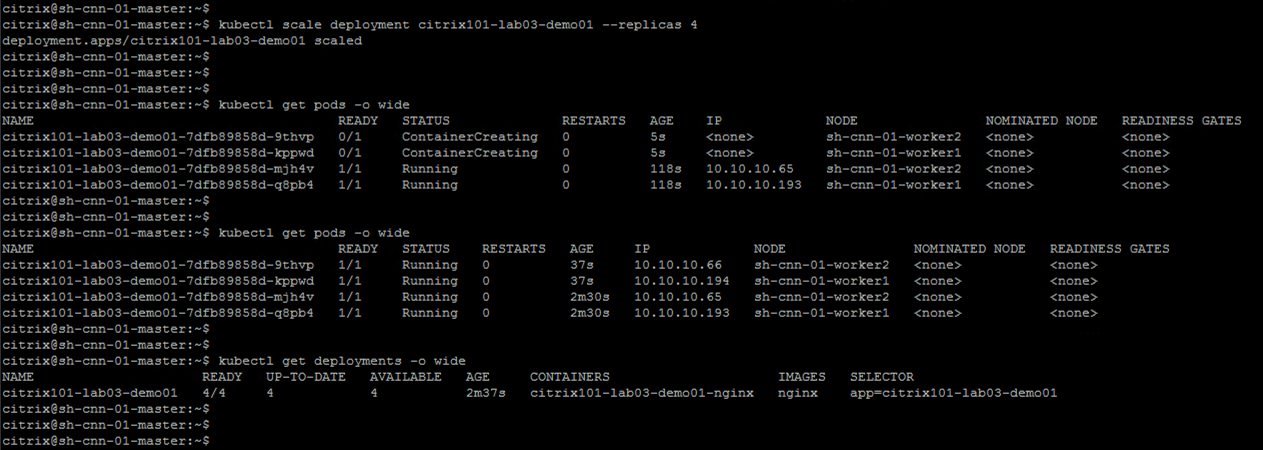 citrix@sh-cnn-01-master:~$
citrix@sh-cnn-01-master:~$ kubectl scale deployment citrix101-lab03-demo01 --replicas 4
deployment.apps/citrix101-lab03-demo01 scaled
citrix@sh-cnn-01-master:~$
citrix@sh-cnn-01-master:~$
citrix@sh-cnn-01-master:~$
citrix@sh-cnn-01-master:~$ kubectl get pods -o wide
NAME READY STATUS RESTARTS AGE IP NODE NOMINATED NODE READINESS GATES
citrix101-lab03-demo01-7dfb89858d-9thvp 0/1 ContainerCreating 0 5s <none> sh-cnn-01-worker2 <none> <none>
citrix101-lab03-demo01-7dfb89858d-kppwd 0/1 ContainerCreating 0 5s <none> sh-cnn-01-worker1 <none> <none>
citrix101-lab03-demo01-7dfb89858d-mjh4v 1/1 Running 0 118s 10.10.10.65 sh-cnn-01-worker2 <none> <none>
citrix101-lab03-demo01-7dfb89858d-q8pb4 1/1 Running 0 118s 10.10.10.193 sh-cnn-01-worker1 <none> <none>
citrix@sh-cnn-01-master:~$
citrix@sh-cnn-01-master:~$
citrix@sh-cnn-01-master:~$ kubectl get pods -o wide
NAME READY STATUS RESTARTS AGE IP NODE NOMINATED NODE READINESS GATES
citrix101-lab03-demo01-7dfb89858d-9thvp 1/1 Running 0 37s 10.10.10.66 sh-cnn-01-worker2 <none> <none>
citrix101-lab03-demo01-7dfb89858d-kppwd 1/1 Running 0 37s 10.10.10.194 sh-cnn-01-worker1 <none> <none>
citrix101-lab03-demo01-7dfb89858d-mjh4v 1/1 Running 0 2m30s 10.10.10.65 sh-cnn-01-worker2 <none> <none>
citrix101-lab03-demo01-7dfb89858d-q8pb4 1/1 Running 0 2m30s 10.10.10.193 sh-cnn-01-worker1 <none> <none>
citrix@sh-cnn-01-master:~$
citrix@sh-cnn-01-master:~$
citrix@sh-cnn-01-master:~$ kubectl get deployments -o wide
NAME READY UP-TO-DATE AVAILABLE AGE CONTAINERS IMAGES SELECTOR
citrix101-lab03-demo01 4/4 4 4 2m37s citrix101-lab03-demo01-nginx nginx app=citrix101-lab03-demo01
citrix@sh-cnn-01-master:~$
citrix@sh-cnn-01-master:~$
citrix@sh-cnn-01-master:~$